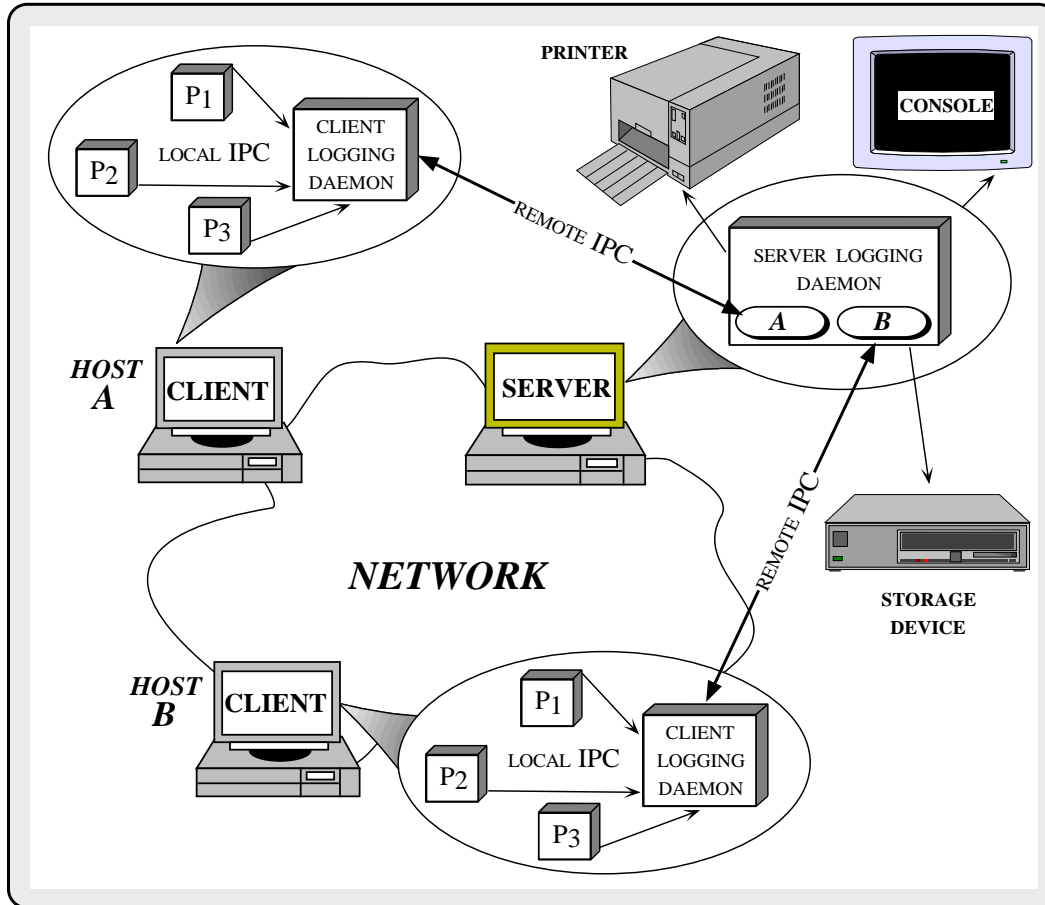 PRINTER
CONSOLE
P1
P2
P3
LOCAL IPC
CLIENT
LOGGING
DAEMON
REMOTE IPC
SERVER LOGGING
DAEMON
A
B
HOST
A
CLIENT
SERVER
NETWORK
REMOTE IPC
STORAGE
DEVICE
HOST
B
CLIENT
P1
P2
P3
LOCAL IPC
CLIENT
LOGGING
DAEMON